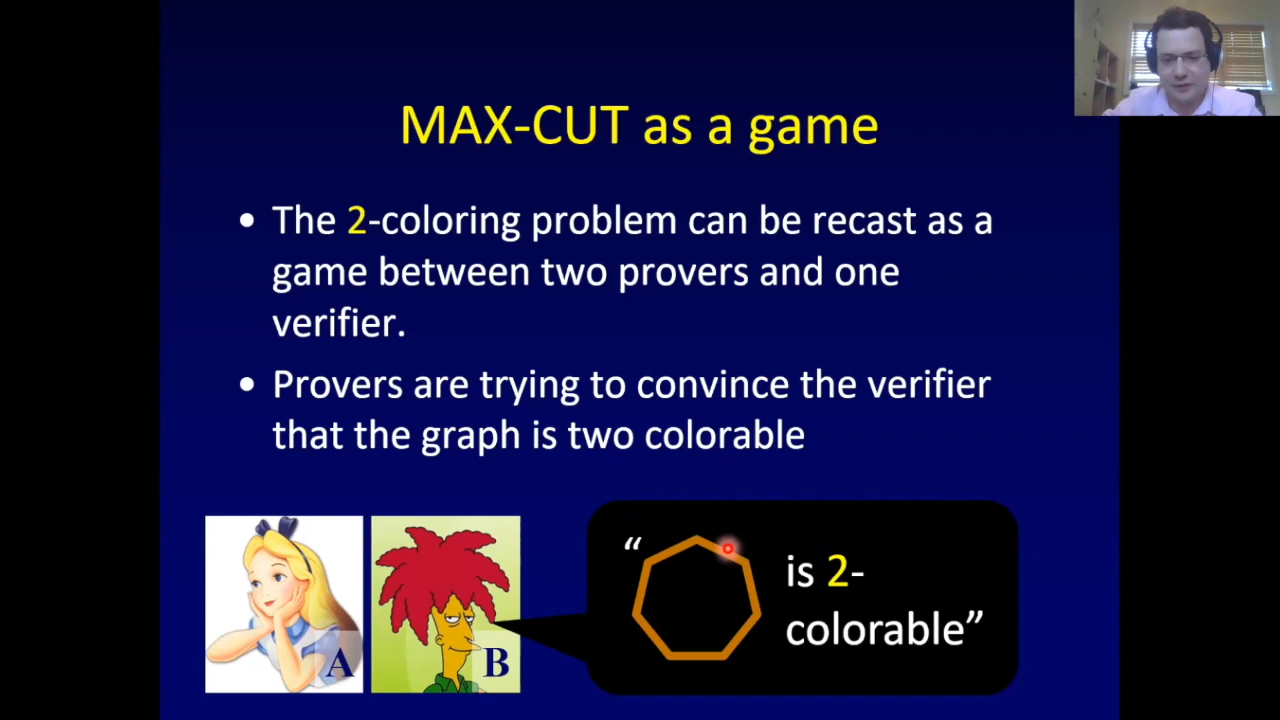 MAX-CUT as a game
• The 2-coloring problem can be recast as a
game between two provers and one
verifier.
• Provers are trying to convince the verifier
that the graph is two colorable
A
B
“
is 2-
colorable”